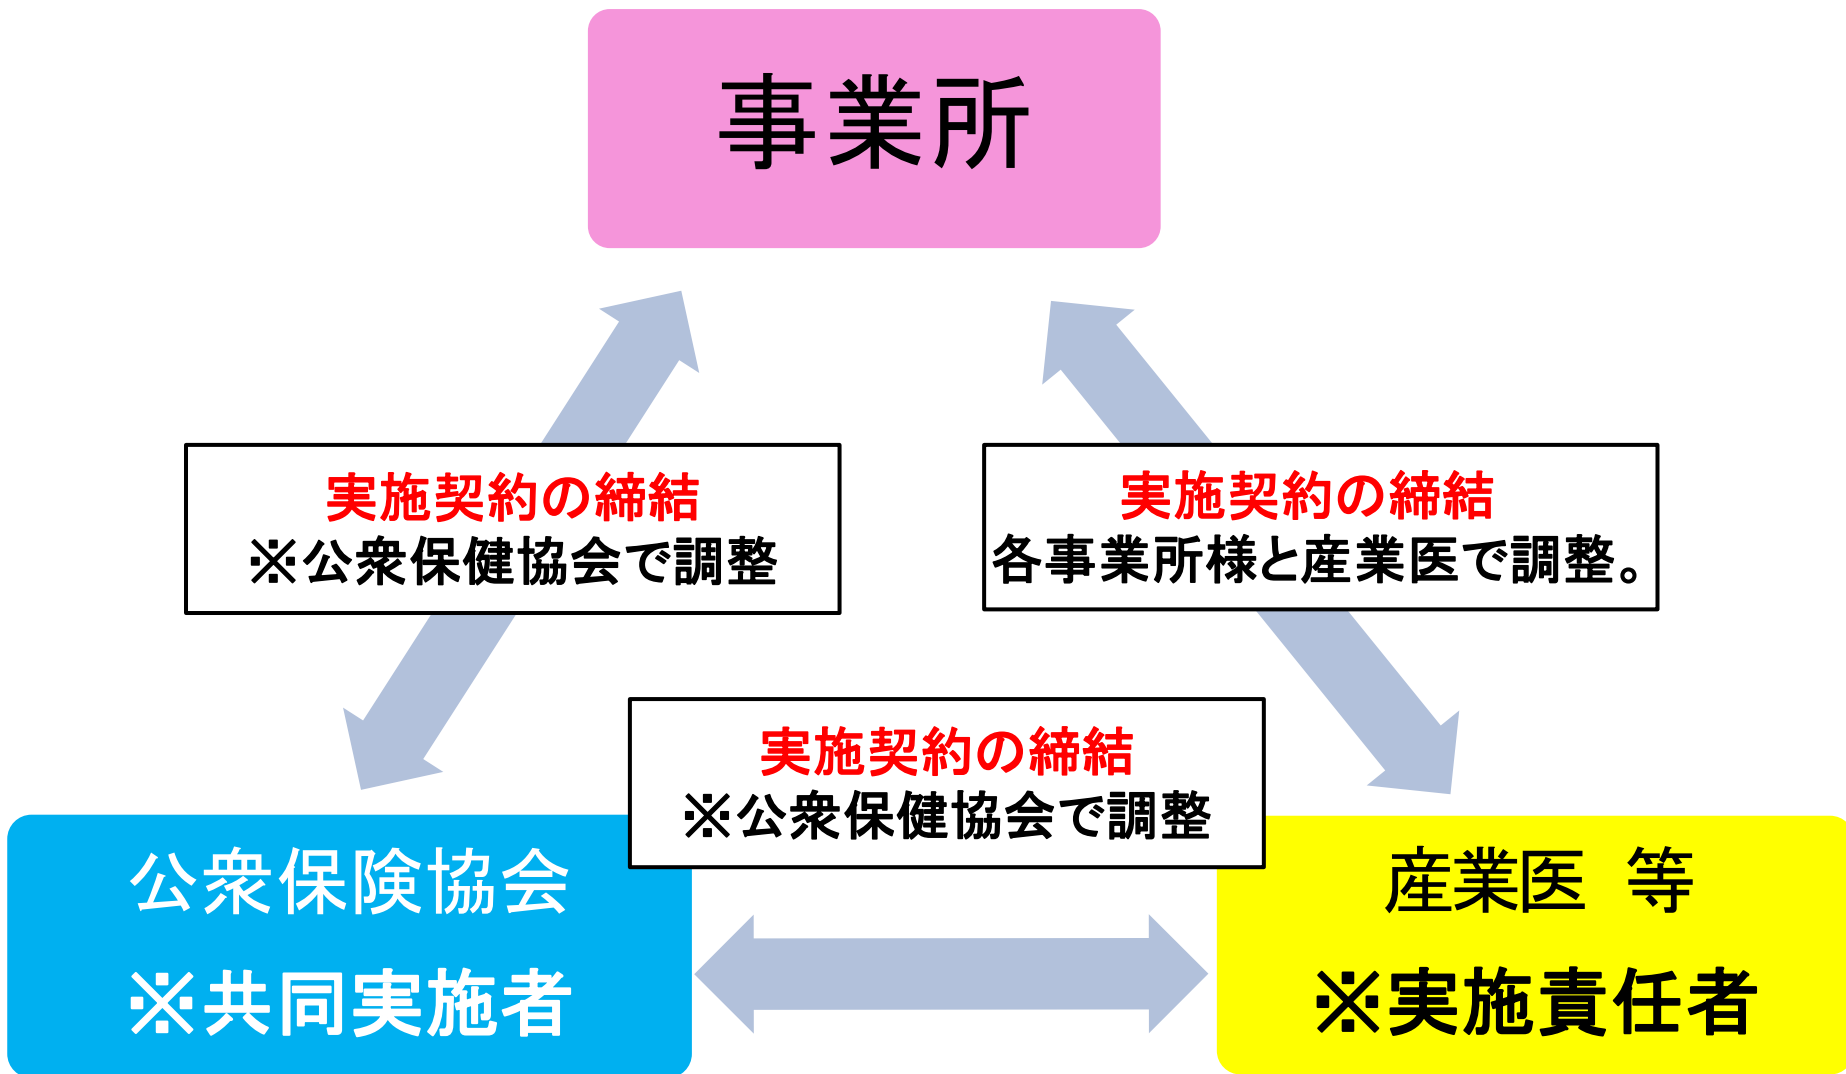 事業所
実施契約の締結
※公衆保健協会で調整
実施契約の締結
各事業所様と産業医で調整。
実施契約の締結
※公衆保健協会で調整
公衆保険協会
※共同実施者
産業医　等
※実施責任者